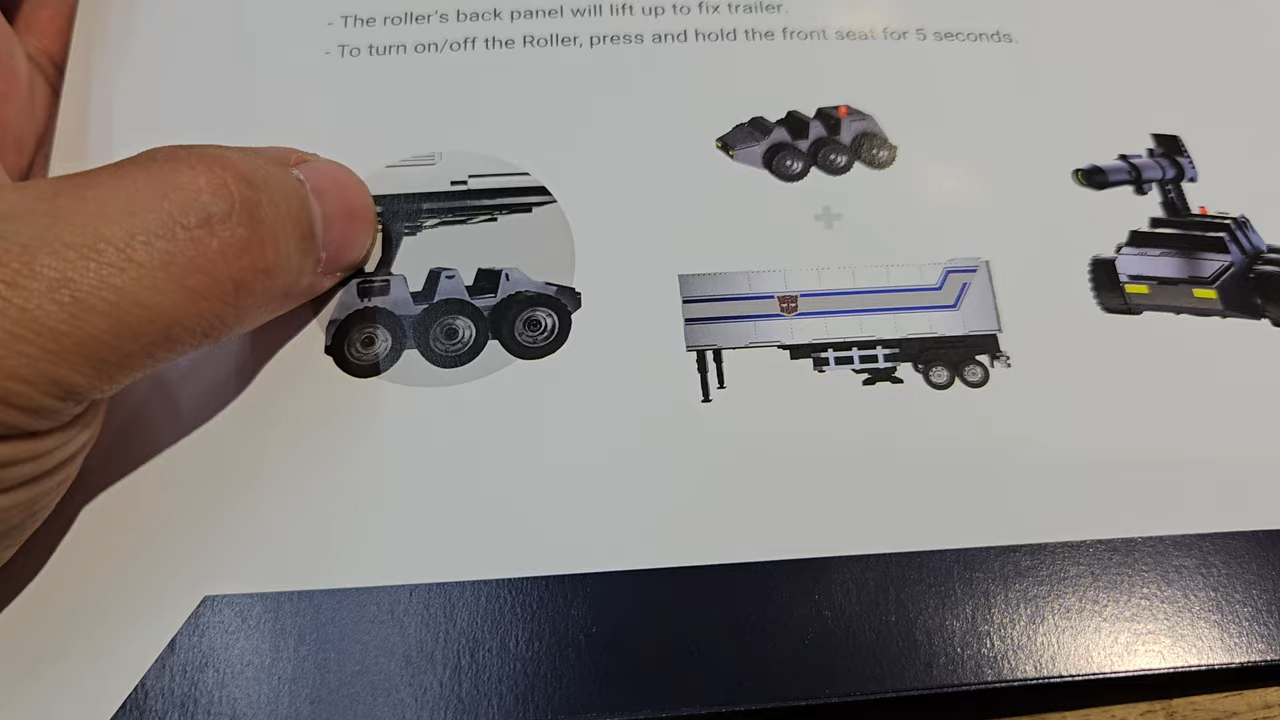 - The roller's back panel will lift up to fix trailer.
- To turn on/off the Roller, press and hold the front seat for 5 seconds.